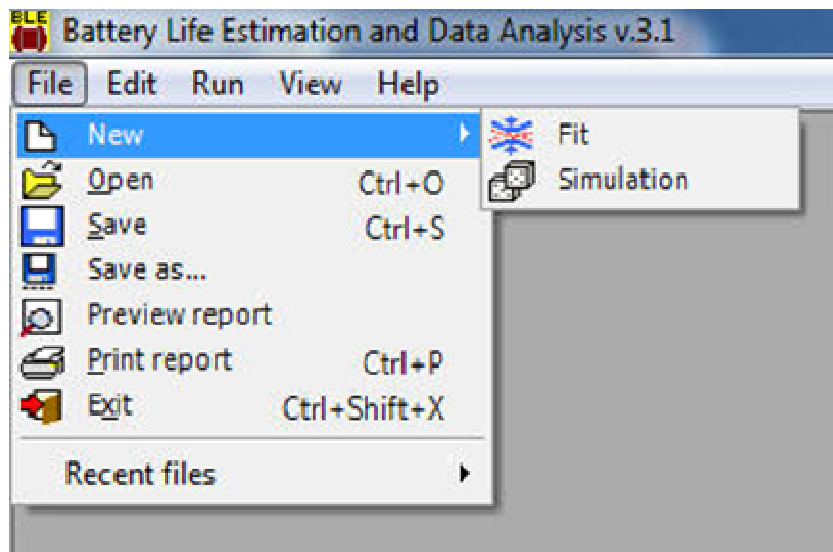 BLE
Battery Life Estimation and Data Analysis v.3.1
File Edit Run View Help
New
Fit
Open Ctrl+O
Simulation
Save Ctrl+S
Save as...
Preview report
Print report Ctrl+P
Exit Ctrl+Shift+X
Recent files